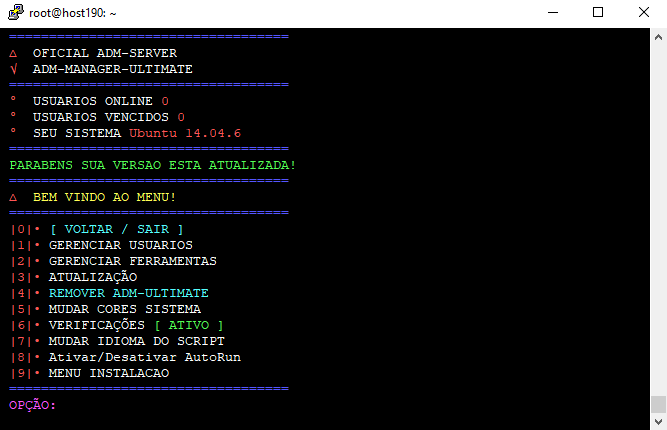 root@host190: ~
===================================
∆ OFICIAL ADM-SERVER
√ ADM-MANAGER-ULTIMATE
===================================
° USUARIOS ONLINE 0
° USUARIOS VENCIDOS 0
° SEU SISTEMA Ubuntu 14.04.6
===================================
PARABENS SUA VERSAO ESTA ATUALIZADA!
===================================
∆ BEM VINDO AO MENU!
===================================
|0|• [ VOLTAR / SAIR ]
|1|• GERENCIAR USUARIOS
|2|• GERENCIAR FERRAMENTAS
|3|• ATUALIZAÇÃO
|4|• REMOVER ADM-ULTIMATE
|5|• MUDAR CORES SISTEMA
|6|• VERIFICAÇÕES [ ATIVO ]
|7|• MUDAR IDIOMA DO SCRIPT
|8|• Ativar/Desativar AutoRun
|9|• MENU INSTALACAO
===================================
OPÇÃO: